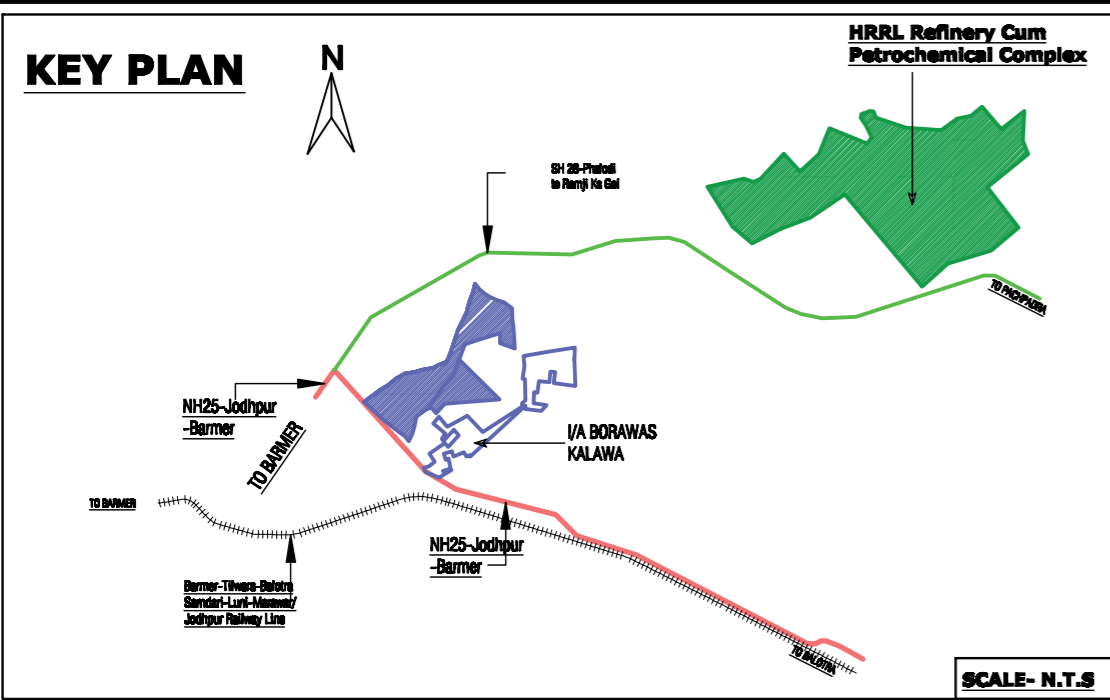 KEY PLAN
N
HRRL Refinery Cum
Petrochemical Complex
SH 28-Phalodi
to Ramji Ka Gol
TO PACHPADRA
NH25-Jodhpur
-Barmer
TO BARMER
I/A BORAWAS
KALAWA
TO BARMER
NH25-Jodhpur
-Barmer
Barmer-Tilwara-Balotra
Samdari-Luni-Marawar/
Jodhpur Railway Line
TO BALOTRA
SCALE- N.T.S